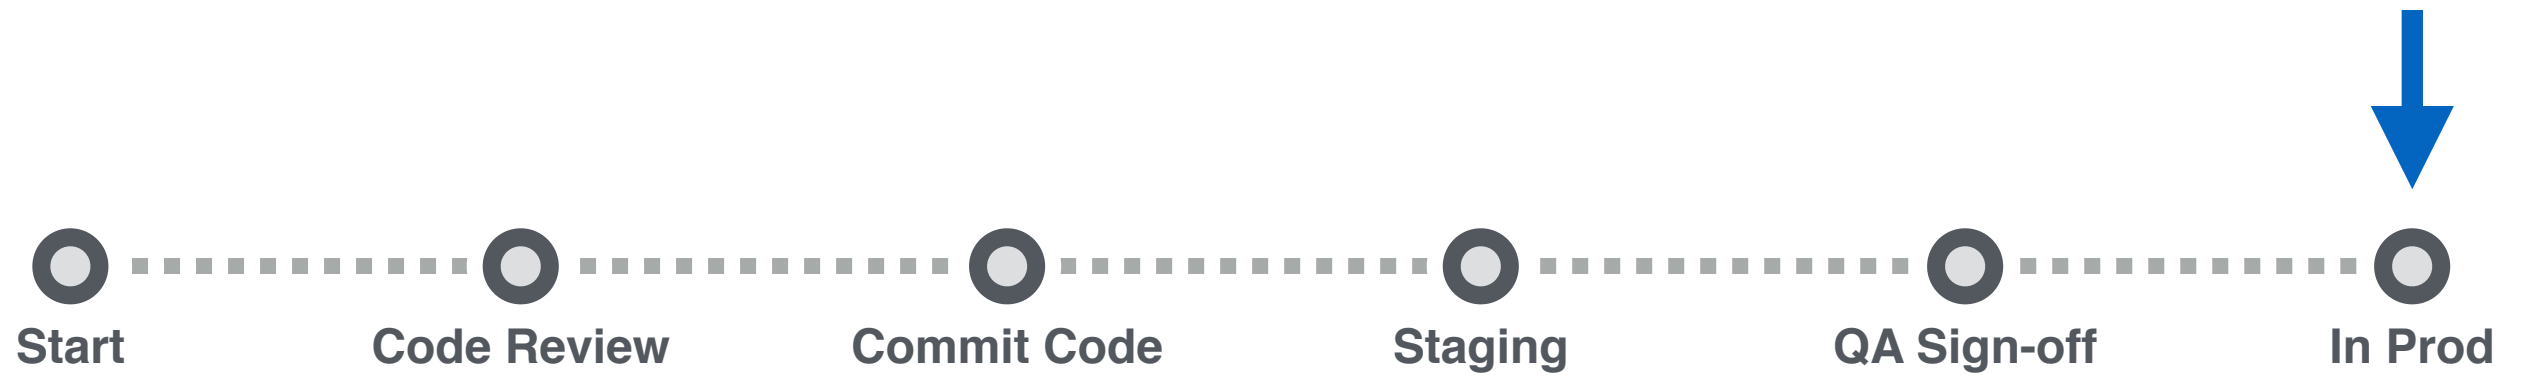 Start
Code Review
Commit Code
Staging
QA Sign-off
In Prod